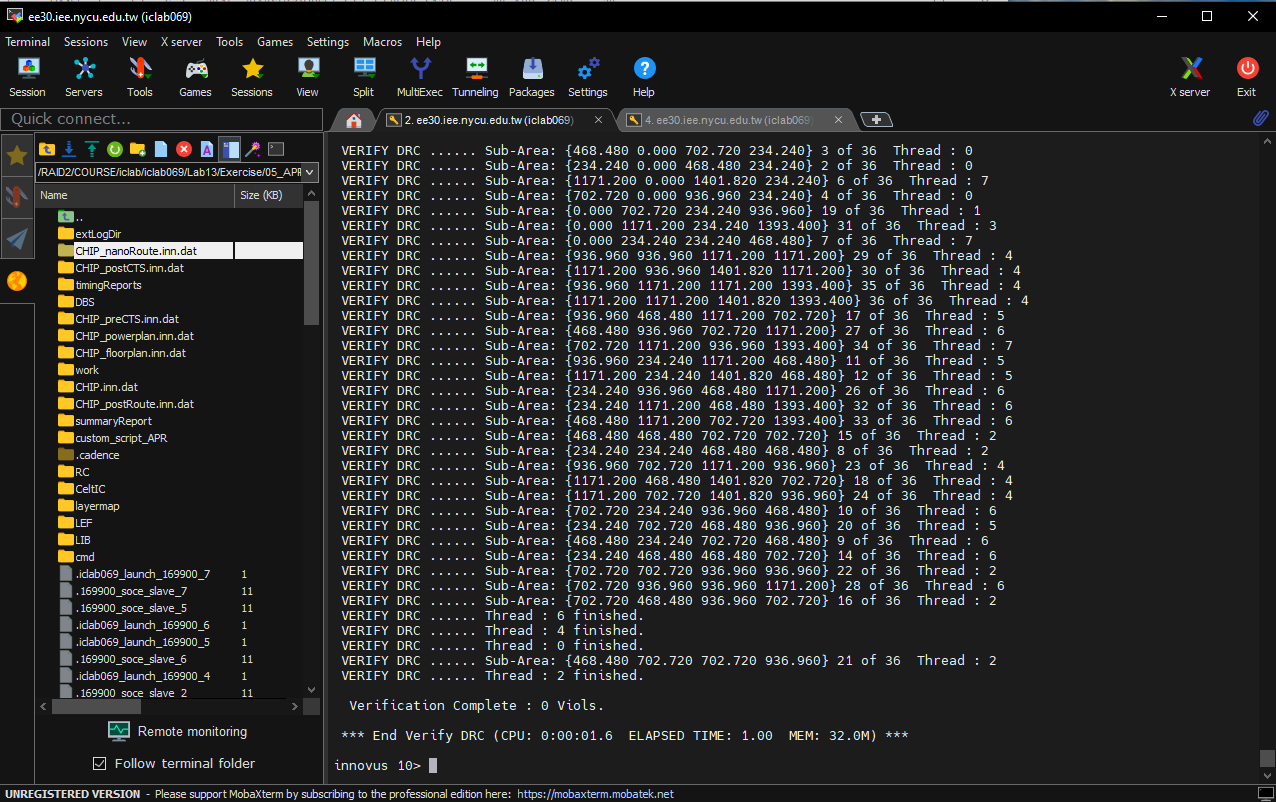 ee30.iee.nycu.edu.tw (iclab069)
Terminal Sessions View X server Tools Games Settings Macros Help
Session Servers Tools Games Sessions View Split MultiExec Tunneling Packages Settings Help X server Exit
Quick connect...
2. ee30.iee.nycu.edu.tw (iclab069)
4. ee30.iee.nycu.edu.tw (iclab069)
/RAID2/COURSE/iclab/iclab069/Lab13/Exercise/05_APR
Name Size (KB)
..
extLogDir
CHIP_nanoRoute.inn.dat
CHIP_postCTS.inn.dat
timingReports
DBS
CHIP_preCTS.inn.dat
CHIP_powerplan.inn.dat
CHIP_floorplan.inn.dat
work
CHIP.inn.dat
CHIP_postRoute.inn.dat
summaryReport
custom_script_APR
.cadence
RC
CeltIC
layermap
LEF
LIB
cmd
.iclab069_launch_169900_7 1
.169900_soce_slave_7 11
.169900_soce_slave_5 11
.iclab069_launch_169900_6 1
.iclab069_launch_169900_5 1
.169900_soce_slave_6 11
.iclab069_launch_169900_4 1
.169900_soce_slave_2 11
Remote monitoring
Follow terminal folder
VERIFY DRC ...... Sub-Area: {468.480 0.000 702.720 234.240} 3 of 36 Thread : 0
VERIFY DRC ...... Sub-Area: {234.240 0.000 468.480 234.240} 2 of 36 Thread : 0
VERIFY DRC ...... Sub-Area: {1171.200 0.000 1401.820 234.240} 6 of 36 Thread : 7
VERIFY DRC ...... Sub-Area: {702.720 0.000 936.960 234.240} 4 of 36 Thread : 0
VERIFY DRC ...... Sub-Area: {0.000 702.720 234.240 936.960} 19 of 36 Thread : 1
VERIFY DRC ...... Sub-Area: {0.000 1171.200 234.240 1393.400} 31 of 36 Thread : 3
VERIFY DRC ...... Sub-Area: {0.000 234.240 234.240 468.480} 7 of 36 Thread : 7
VERIFY DRC ...... Sub-Area: {936.960 936.960 1171.200 1171.200} 29 of 36 Thread : 4
VERIFY DRC ...... Sub-Area: {1171.200 936.960 1401.820 1171.200} 30 of 36 Thread : 4
VERIFY DRC ...... Sub-Area: {936.960 1171.200 1171.200 1393.400} 35 of 36 Thread : 4
VERIFY DRC ...... Sub-Area: {1171.200 1171.200 1401.820 1393.400} 36 of 36 Thread : 4
VERIFY DRC ...... Sub-Area: {936.960 468.480 1171.200 702.720} 17 of 36 Thread : 5
VERIFY DRC ...... Sub-Area: {468.480 936.960 702.720 1171.200} 27 of 36 Thread : 6
VERIFY DRC ...... Sub-Area: {702.720 1171.200 936.960 1393.400} 34 of 36 Thread : 7
VERIFY DRC ...... Sub-Area: {936.960 234.240 1171.200 468.480} 11 of 36 Thread : 5
VERIFY DRC ...... Sub-Area: {1171.200 234.240 1401.820 468.480} 12 of 36 Thread : 5
VERIFY DRC ...... Sub-Area: {234.240 936.960 468.480 1171.200} 26 of 36 Thread : 6
VERIFY DRC ...... Sub-Area: {234.240 1171.200 468.480 1393.400} 32 of 36 Thread : 6
VERIFY DRC ...... Sub-Area: {468.480 1171.200 702.720 1393.400} 33 of 36 Thread : 6
VERIFY DRC ...... Sub-Area: {468.480 468.480 702.720 702.720} 15 of 36 Thread : 2
VERIFY DRC ...... Sub-Area: {234.240 234.240 468.480 468.480} 8 of 36 Thread : 2
VERIFY DRC ...... Sub-Area: {936.960 702.720 1171.200 936.960} 23 of 36 Thread : 4
VERIFY DRC ...... Sub-Area: {1171.200 468.480 1401.820 702.720} 18 of 36 Thread : 4
VERIFY DRC ...... Sub-Area: {1171.200 702.720 1401.820 936.960} 24 of 36 Thread : 4
VERIFY DRC ...... Sub-Area: {702.720 234.240 936.960 468.480} 10 of 36 Thread : 6
VERIFY DRC ...... Sub-Area: {234.240 702.720 468.480 936.960} 20 of 36 Thread : 5
VERIFY DRC ...... Sub-Area: {468.480 234.240 702.720 468.480} 9 of 36 Thread : 6
VERIFY DRC ...... Sub-Area: {234.240 468.480 468.480 702.720} 14 of 36 Thread : 6
VERIFY DRC ...... Sub-Area: {702.720 702.720 936.960 936.960} 22 of 36 Thread : 2
VERIFY DRC ...... Sub-Area: {702.720 936.960 936.960 1171.200} 28 of 36 Thread : 6
VERIFY DRC ...... Sub-Area: {702.720 468.480 936.960 702.720} 16 of 36 Thread : 2
VERIFY DRC ...... Thread : 6 finished.
VERIFY DRC ...... Thread : 4 finished.
VERIFY DRC ...... Thread : 0 finished.
VERIFY DRC ...... Sub-Area: {468.480 702.720 702.720 936.960} 21 of 36 Thread : 2
VERIFY DRC ...... Thread : 2 finished.
Verification Complete : 0 Viols.
*** End Verify DRC (CPU: 0:00:01.6 ELAPSED TIME: 1.00 MEM: 32.0M) ***
innovus 10>
UNREGISTERED VERSION - Please support MobaXterm by subscribing to the professional edition here: https://mobaxterm.mobatek.net